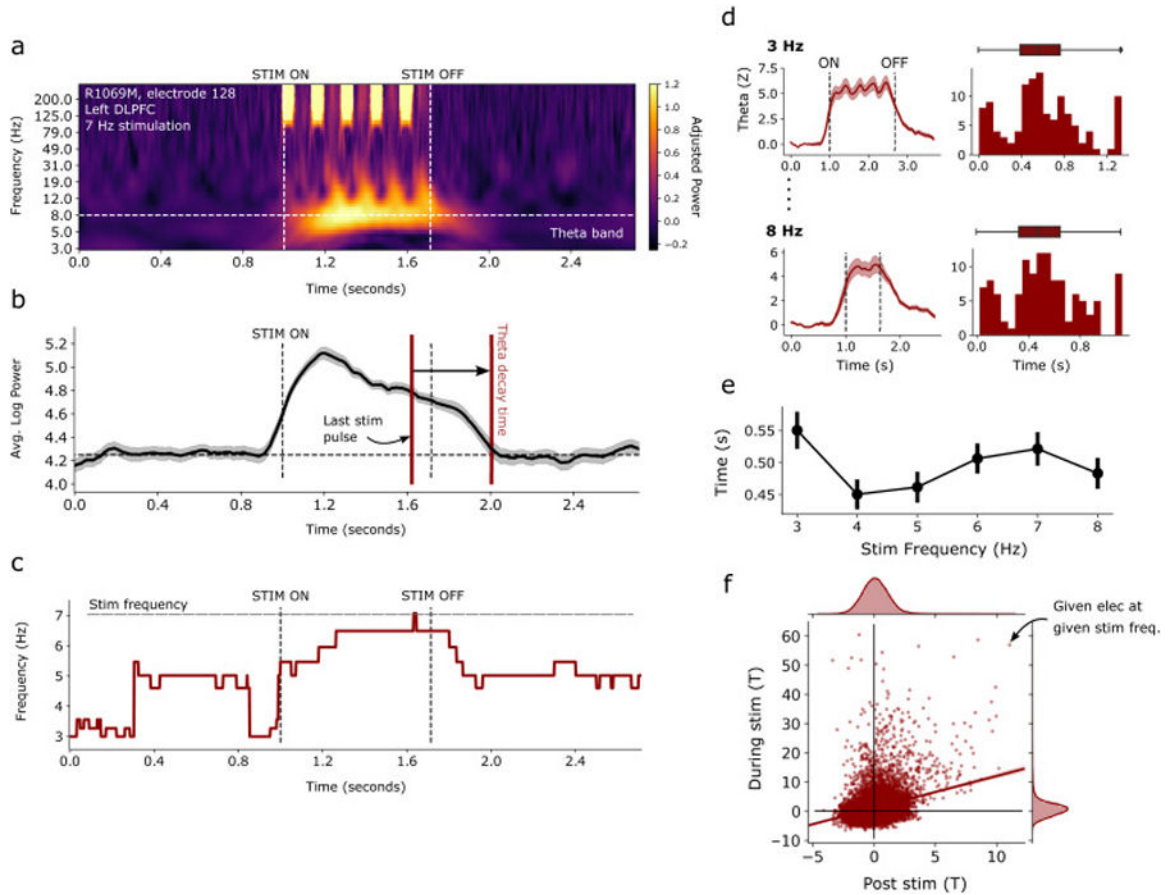 a
STIM ON
STIM OFF
R1069M, electrode 128
Left DLPFC
7 Hz stimulation
Theta band
Frequency (Hz)
200.0
125.0
79.0
49.0
31.0
19.0
12.0
8.0
5.0
3.0
0.0 0.4 0.8 1.2 1.6 2.0 2.4
Time (seconds)
1.2
1.0
0.8
0.6
0.4
0.2
0.0
−0.2
Adjusted Power
b
STIM ON
Avg. Log Power
5.2
5.0
4.6
4.4
4.2
4.0
Last stim
pulse
Theta decay time
0.0 0.4 0.8 1.2 1.6 2.0 2.4
Time (seconds)
c
STIM ON
STIM OFF
Stim frequency
Frequency (Hz)
7
6
5
4
3
0.0 0.4 0.8 1.2 1.6 2.0 2.4
Time (seconds)
d
3 Hz
ON OFF
Theta (Z)
7.5
5.0
2.5
0.0
0.0 1.0 2.0 3.0
10
5
0
0.0 0.4 0.8 1.2
8 Hz
6
4
2
0
0.0 1.0 2.0
Time (s)
10
5
0
0.0 0.4 0.8
Time (s)
e
Time (s)
0.55
0.50
0.45
3 4 5 6 7 8
Stim Frequency (Hz)
f
Given elec at
given stim freq.
During stim (T)
60
50
40
30
20
10
0
−10
−5 0 5 10
Post stim (T)